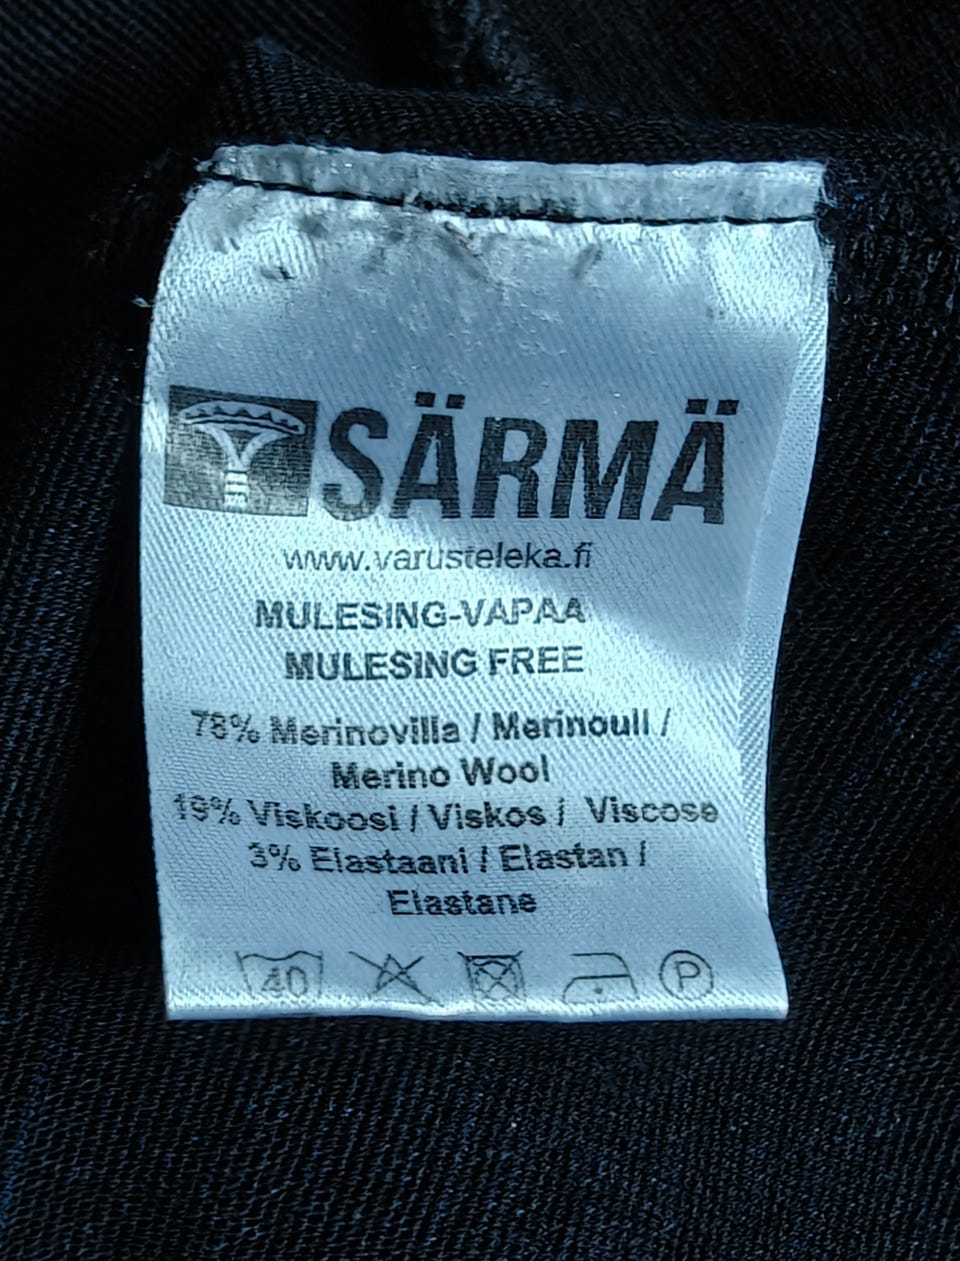 SÄRMÄ
www.varusteleka.fi
MULESING-VAPAA
MULESING FREE
78% Merinovilla / Merinoull /
Merino Wool
19% Viskoosi / Viskos / Viscose
3% Elastaani / Elastan /
Elastane
40 P